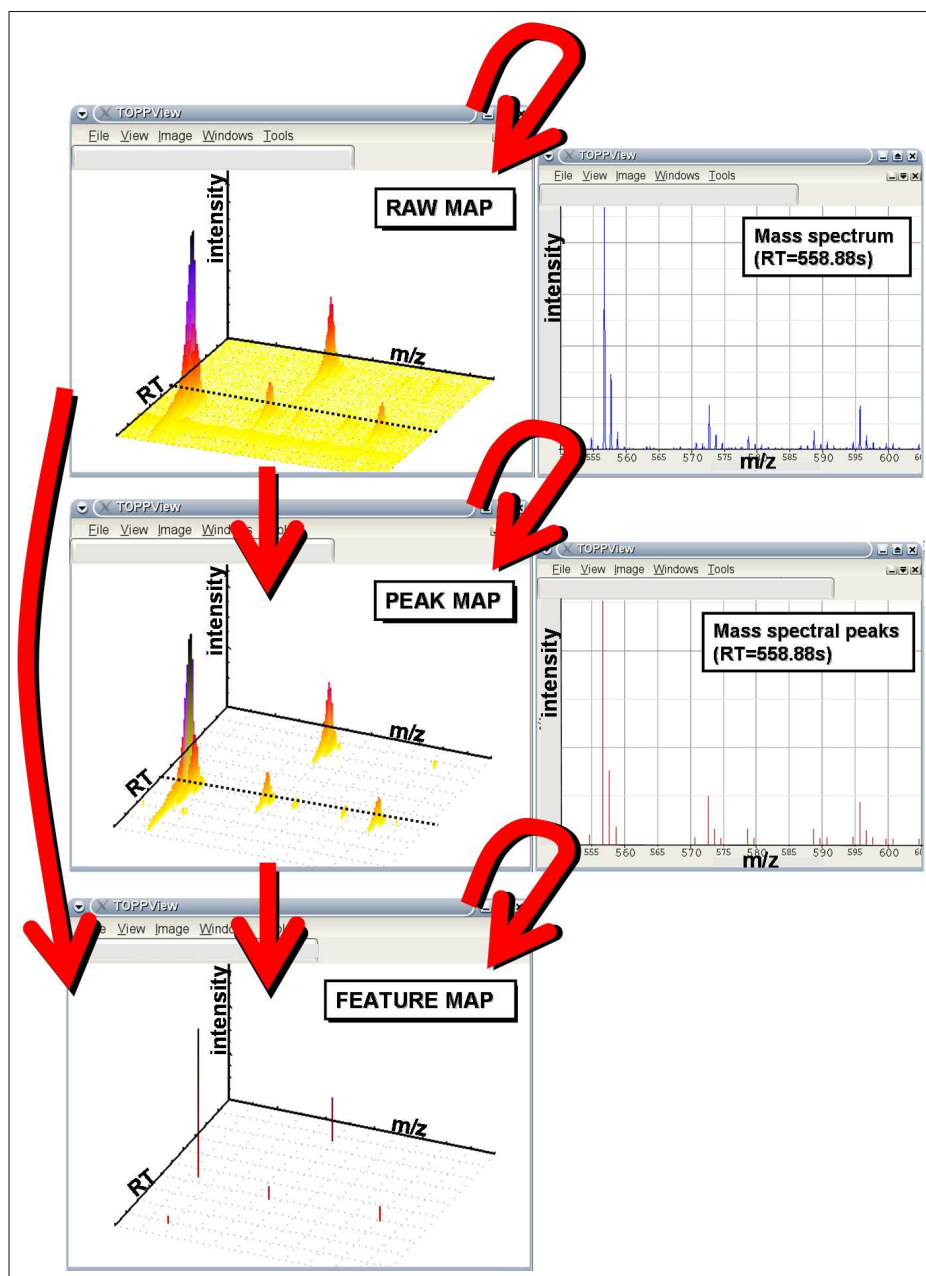 TOPPView
File View Image Windows Tools
RAW MAP
intensity
m/z
RT
TOPPView
File View Image Windows Tools
Mass spectrum
(RT=558.88s)
intensity
555 560 565 570 575 580 585 590 595 600
m/z
TOPPView
File View Image
PEAK MAP
intensity
m/z
RT
TOPPView
File View Image Windows Tools
Mass spectral peaks
(RT=558.88s)
intensity
555 560 565 570 575 580 585 590 595 600
m/z
TOPPView
View Image
FEATURE MAP
intensity
m/z
RT